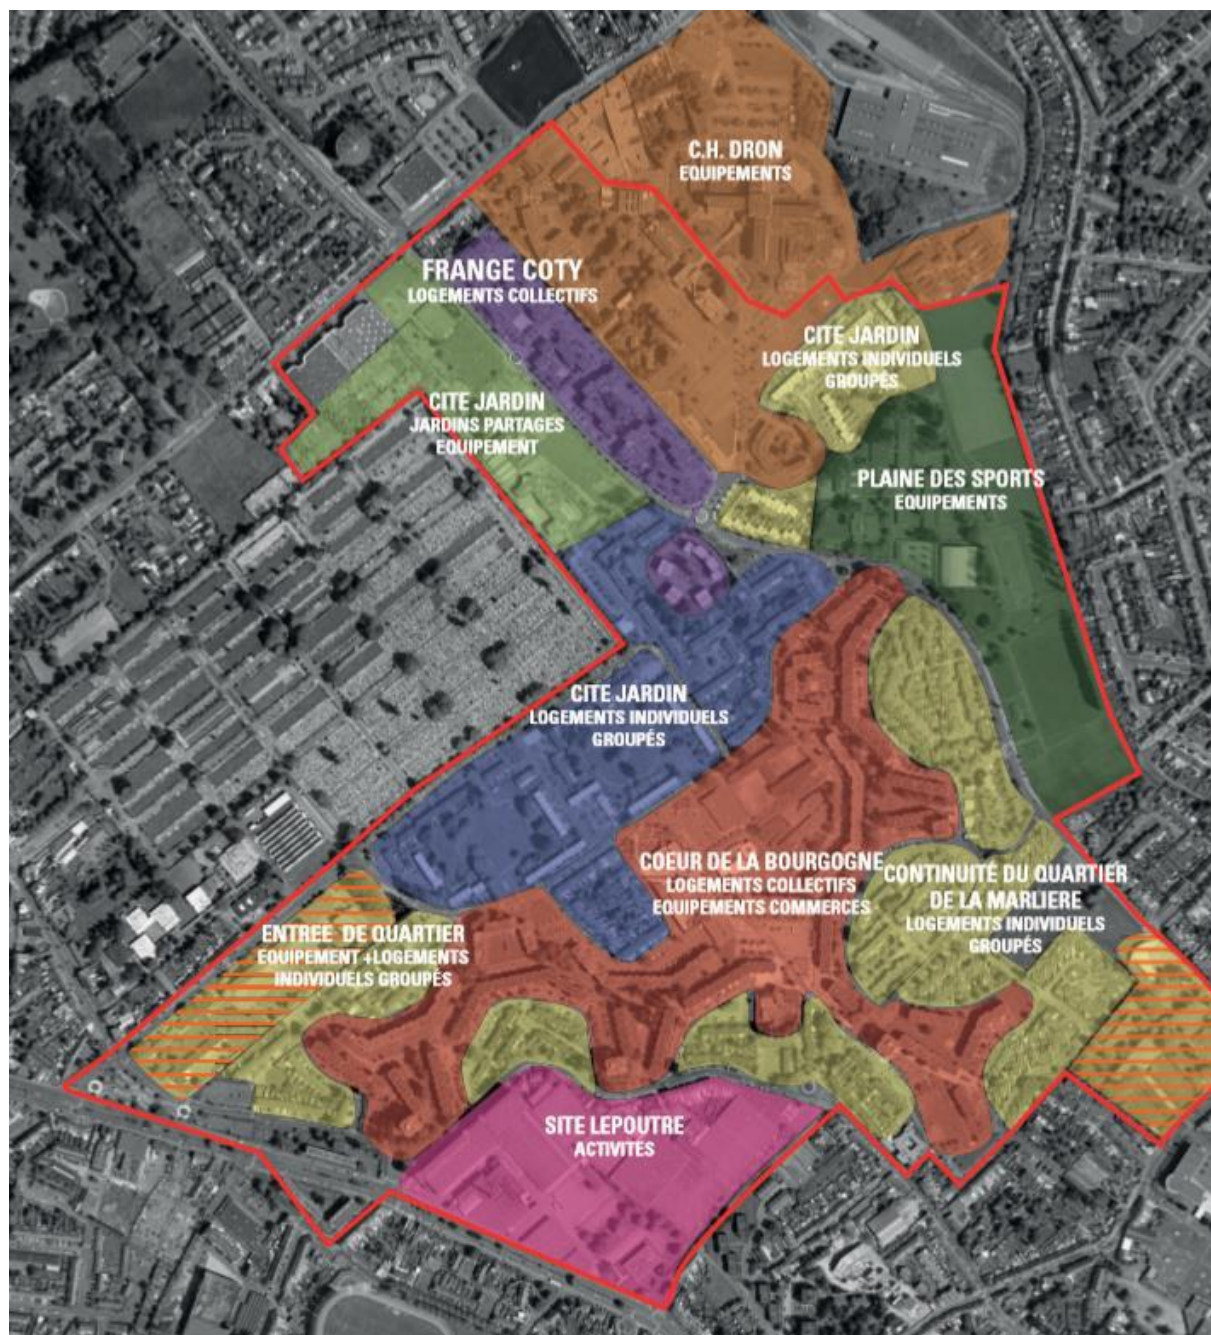 C.H. DRON
EQUIPEMENTS
FRANGE COTY
LOGEMENTS COLLECTIFS
CITE JARDIN
LOGEMENTS INDIVIDUELS
GROUPÉS
CITE JARDIN
JARDINS PARTAGES
EQUIPEMENT
PLAINE DES SPORTS
EQUIPEMENTS
CITE JARDIN
LOGEMENTS INDIVIDUELS
GROUPÉS
COEUR DE LA BOURGOGNE
LOGEMENTS COLLECTIFS
EQUIPEMENTS COMMERCES
CONTINUITÉ DU QUARTIER
DE LA MARLIERE
LOGEMENTS INDIVIDUELS
GROUPÉS
ENTREE DE QUARTIER
EQUIPEMENT +LOGEMENTS
INDIVIDUELS GROUPÉS
SITE LEPOUTRE
ACTIVITÉS